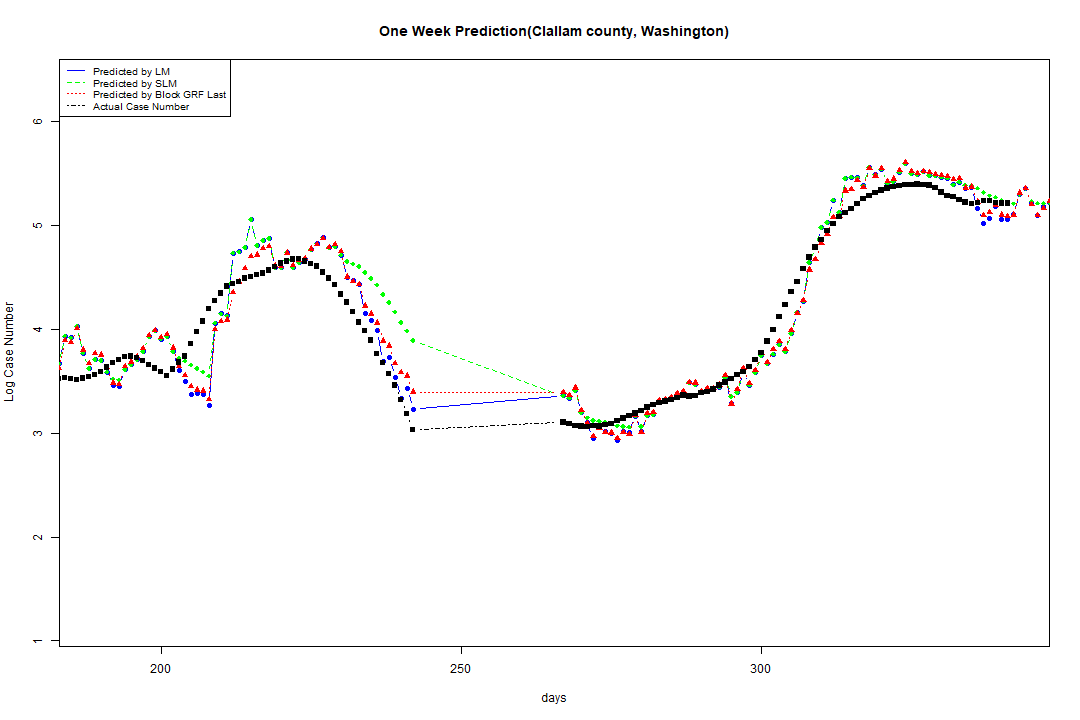 One Week Prediction(Clallam county, Washington)
Predicted by LM
Predicted by SLM
Predicted by Block GRF Last
Actual Case Number
6
5
4
3
2
1
Log Case Number
200 250 300
days